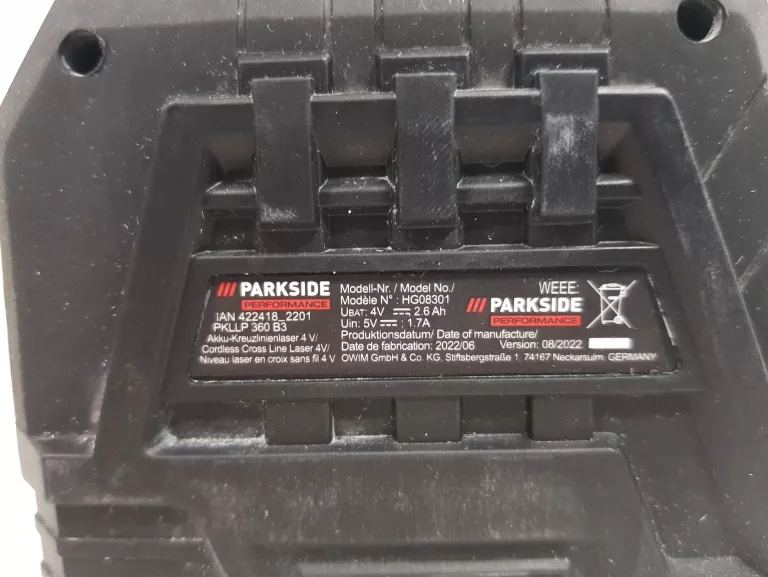 PARKSIDE
PERFORMANCE
IAN 422418_2201
PKLLP 360 B3
Akku-Kreuzlinienlaser 4 V/
Cordless Cross Line Laser 4V/
Niveau laser en croix sans fil 4 V
Modell-Nr. / Model No./
Modèle N° : HG08301
UBAT: 4V ⎓ 2.6 Ah
Uin: 5V ⎓ ; 1.7A
Produktionsdatum/ Date of manufacture/
Date de fabrication: 2022/06 Version: 08/2022
OWIM GmbH & Co. KG, Stiftsbergstraße 1, 74167 Neckarsulm, GERMANY
WEEE:
PARKSIDE
PERFORMANCE